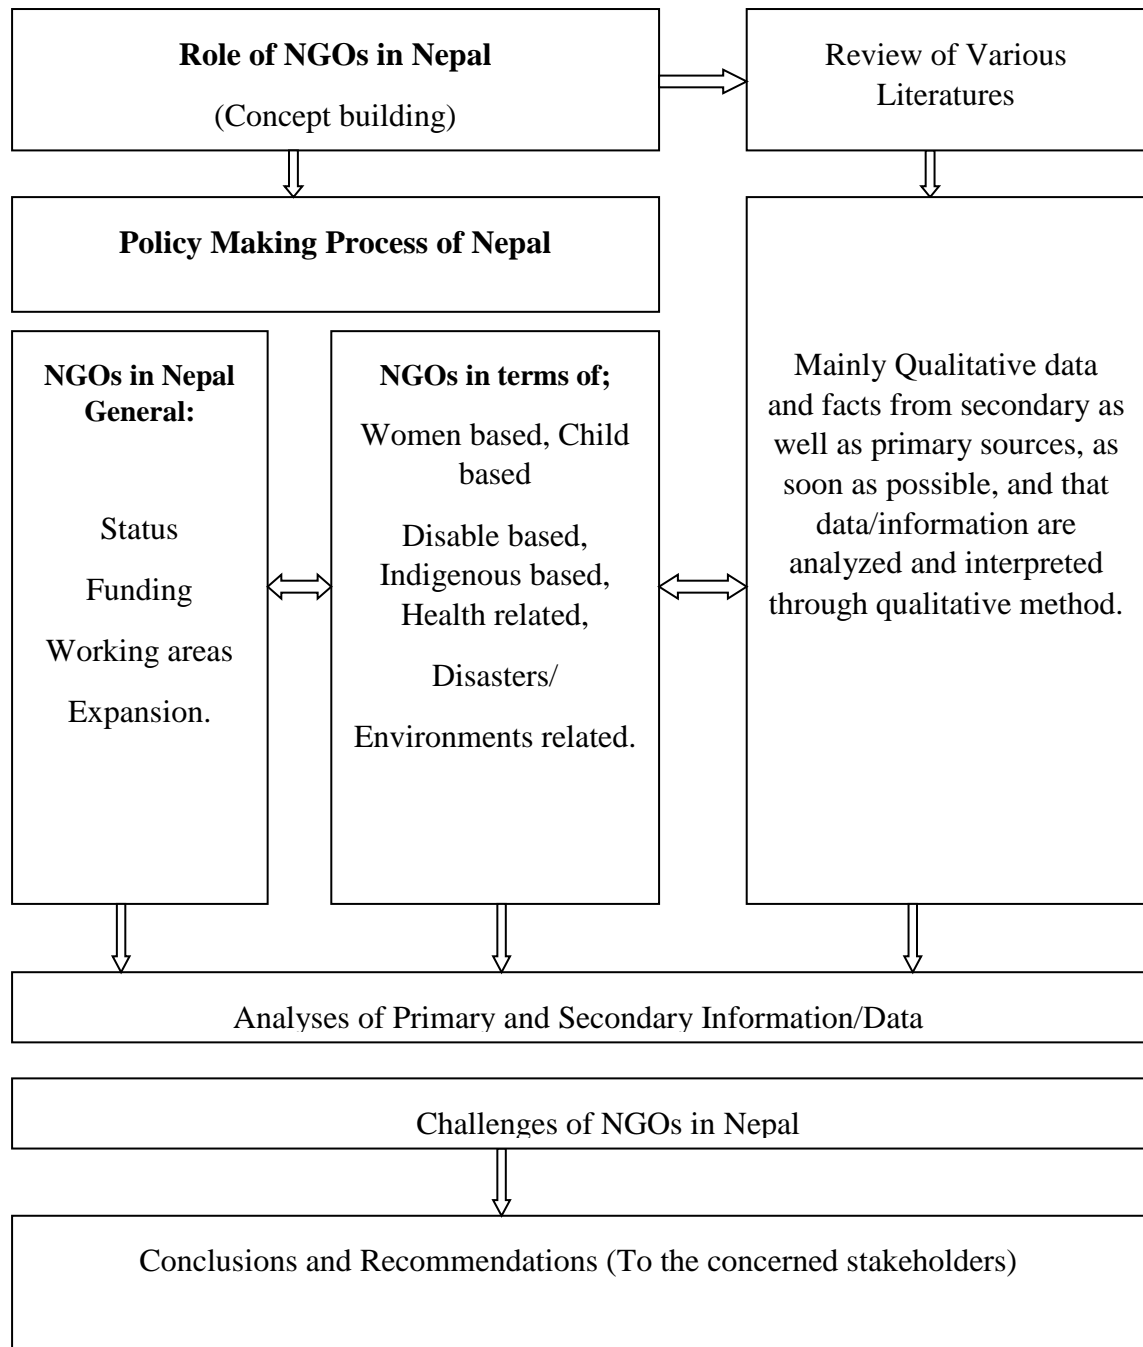 Role of NGOs in Nepal
(Concept building)
Review of Various
Literatures
Policy Making Process of Nepal
NGOs in Nepal
General:
Status
Funding
Working areas
Expansion.
NGOs in terms of;
Women based, Child
based
Disable based,
Indigenous based,
Health related,
Disasters/
Environments related.
Mainly Qualitative data
and facts from secondary as
well as primary sources, as
soon as possible, and that
data/information are
analyzed and interpreted
through qualitative method.
Analyses of Primary and Secondary Information/Data
Challenges of NGOs in Nepal
Conclusions and Recommendations (To the concerned stakeholders)